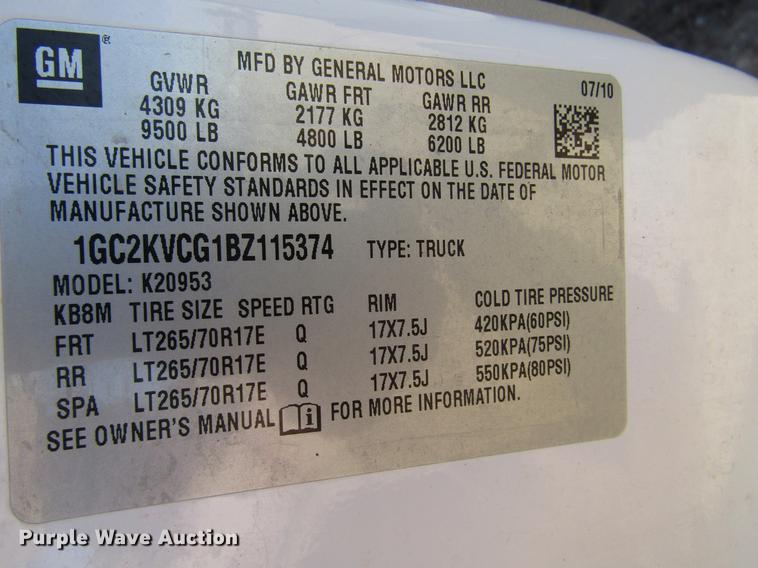 GM
MFD BY GENERAL MOTORS LLC 07/10
GVWR GAWR FRT GAWR RR
4309 KG 2177 KG 2812 KG
9500 LB 4800 LB 6200 LB
THIS VEHICLE CONFORMS TO ALL APPLICABLE U.S. FEDERAL MOTOR
VEHICLE SAFETY STANDARDS IN EFFECT ON THE DATE OF
MANUFACTURE SHOWN ABOVE.
1GC2KVCG1BZ115374 TYPE: TRUCK
MODEL: K20953
KB8M TIRE SIZE SPEED RTG RIM COLD TIRE PRESSURE
FRT LT265/70R17E Q 17X7.5J 420KPA(60PSI)
RR LT265/70R17E Q 17X7.5J 520KPA(75PSI)
SPA LT265/70R17E Q 17X7.5J 550KPA(80PSI)
SEE OWNER'S MANUAL i FOR MORE INFORMATION.
Purple Wave Auction